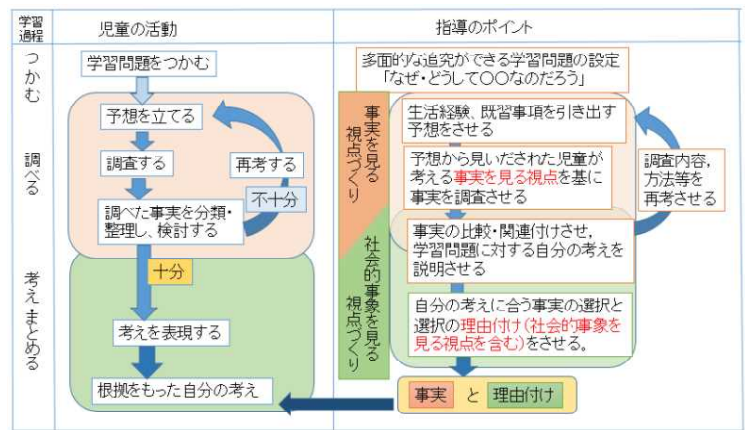 学習
過程
児童の活動
指導のポイント
つかむ
学習問題をつかむ
多面的な追究ができる学習問題の設定
「なぜ・どうして〇〇なのだろう」
調べる
予想を立てる
調査する
再考する
不十分
調べた事実を分類・
整理し、検討する
事実を見る
視点づくり
生活経験、既習事項を引き出す
予想をさせる
予想から見いだされた児童が
考える事実を見る視点を基に
事実を調査させる
調査内容,
方法等を
再考させる
事実の比較・関連付けさせ,
学習問題に対する自分の考えを
説明させる
考えまとめる
十分
考えを表現する
根拠をもった自分の考え
社会的事象を見る
視点づくり
自分の考えに合う事実の選択と
選択の理由付け(社会的事象を
見る視点を含む)をさせる。
事実 と 理由付け